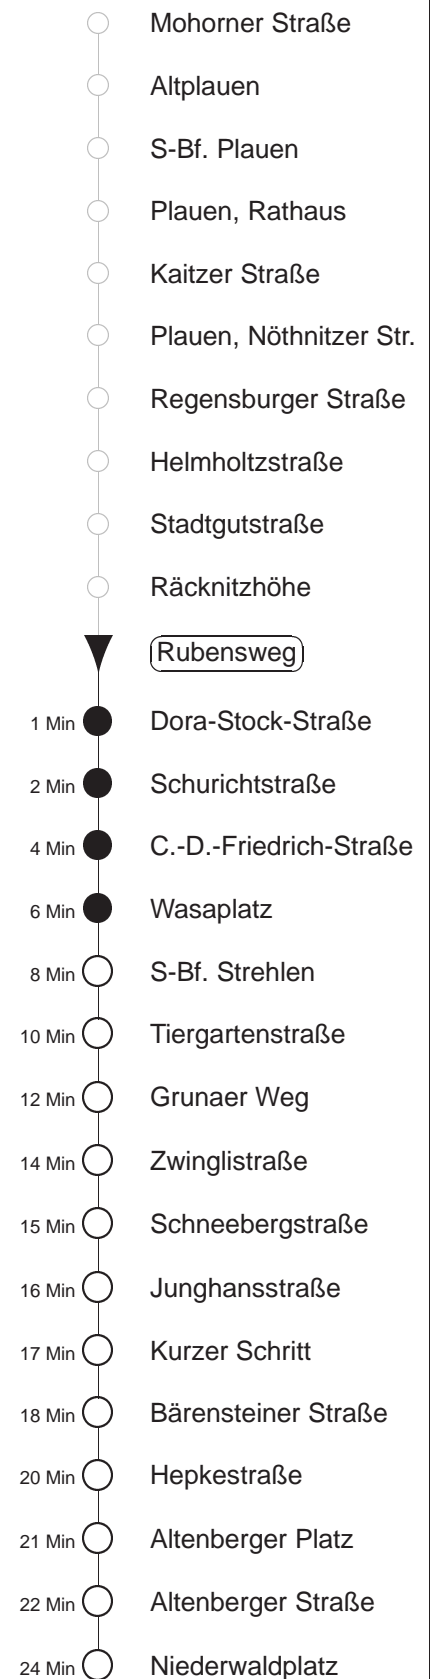 Mohorner Straße
Altplauen
S-Bf. Plauen
Plauen, Rathaus
Kaitzer Straße
Plauen, Nöthnitzer Str.
Regensburger Straße
Helmholtzstraße
Stadtgutstraße
Räcknitzhöhe
Rubensweg
1 Min Dora-Stock-Straße
2 Min Schurichtstraße
4 Min C.-D.-Friedrich-Straße
6 Min Wasaplatz
8 Min S-Bf. Strehlen
10 Min Tiergartenstraße
12 Min Grunaer Weg
14 Min Zwinglistraße
15 Min Schneebergstraße
16 Min Junghansstraße
17 Min Kurzer Schritt
18 Min Bärensteiner Straße
20 Min Hepkestraße
21 Min Altenberger Platz
22 Min Altenberger Straße
24 Min Niederwaldplatz